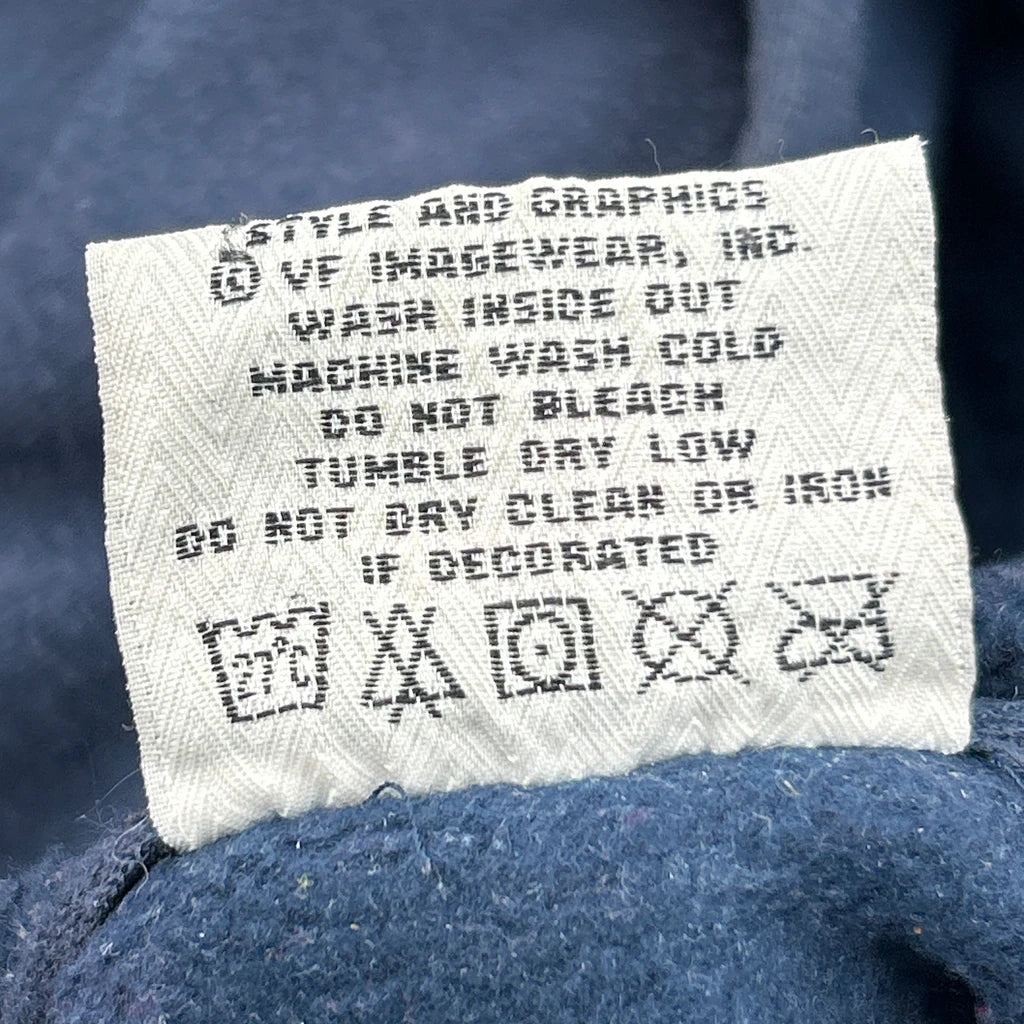 STYLE AND GRAPHICS
© VF IMAGEWEAR, INC.
WASH INSIDE OUT
MACHINE WASH COLD
DO NOT BLEACH
TUMBLE DRY LOW
DO NOT DRY CLEAN OR IRON
IF DECORATED